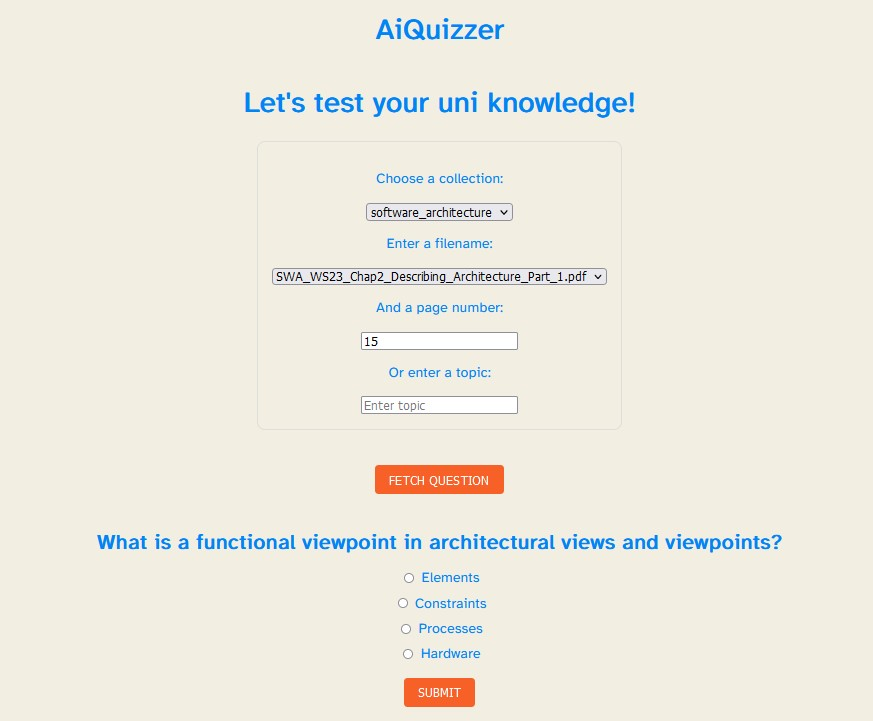 AiQuizzer
Let's test your uni knowledge!
Choose a collection:
software_architecture
Enter a filename:
SWA_WS23_Chap2_Describing_Architecture_Part_1.pdf
And a page number:
15
Or enter a topic:
Enter topic
FETCH QUESTION
What is a functional viewpoint in architectural views and viewpoints?
Elements
Constraints
Processes
Hardware
SUBMIT